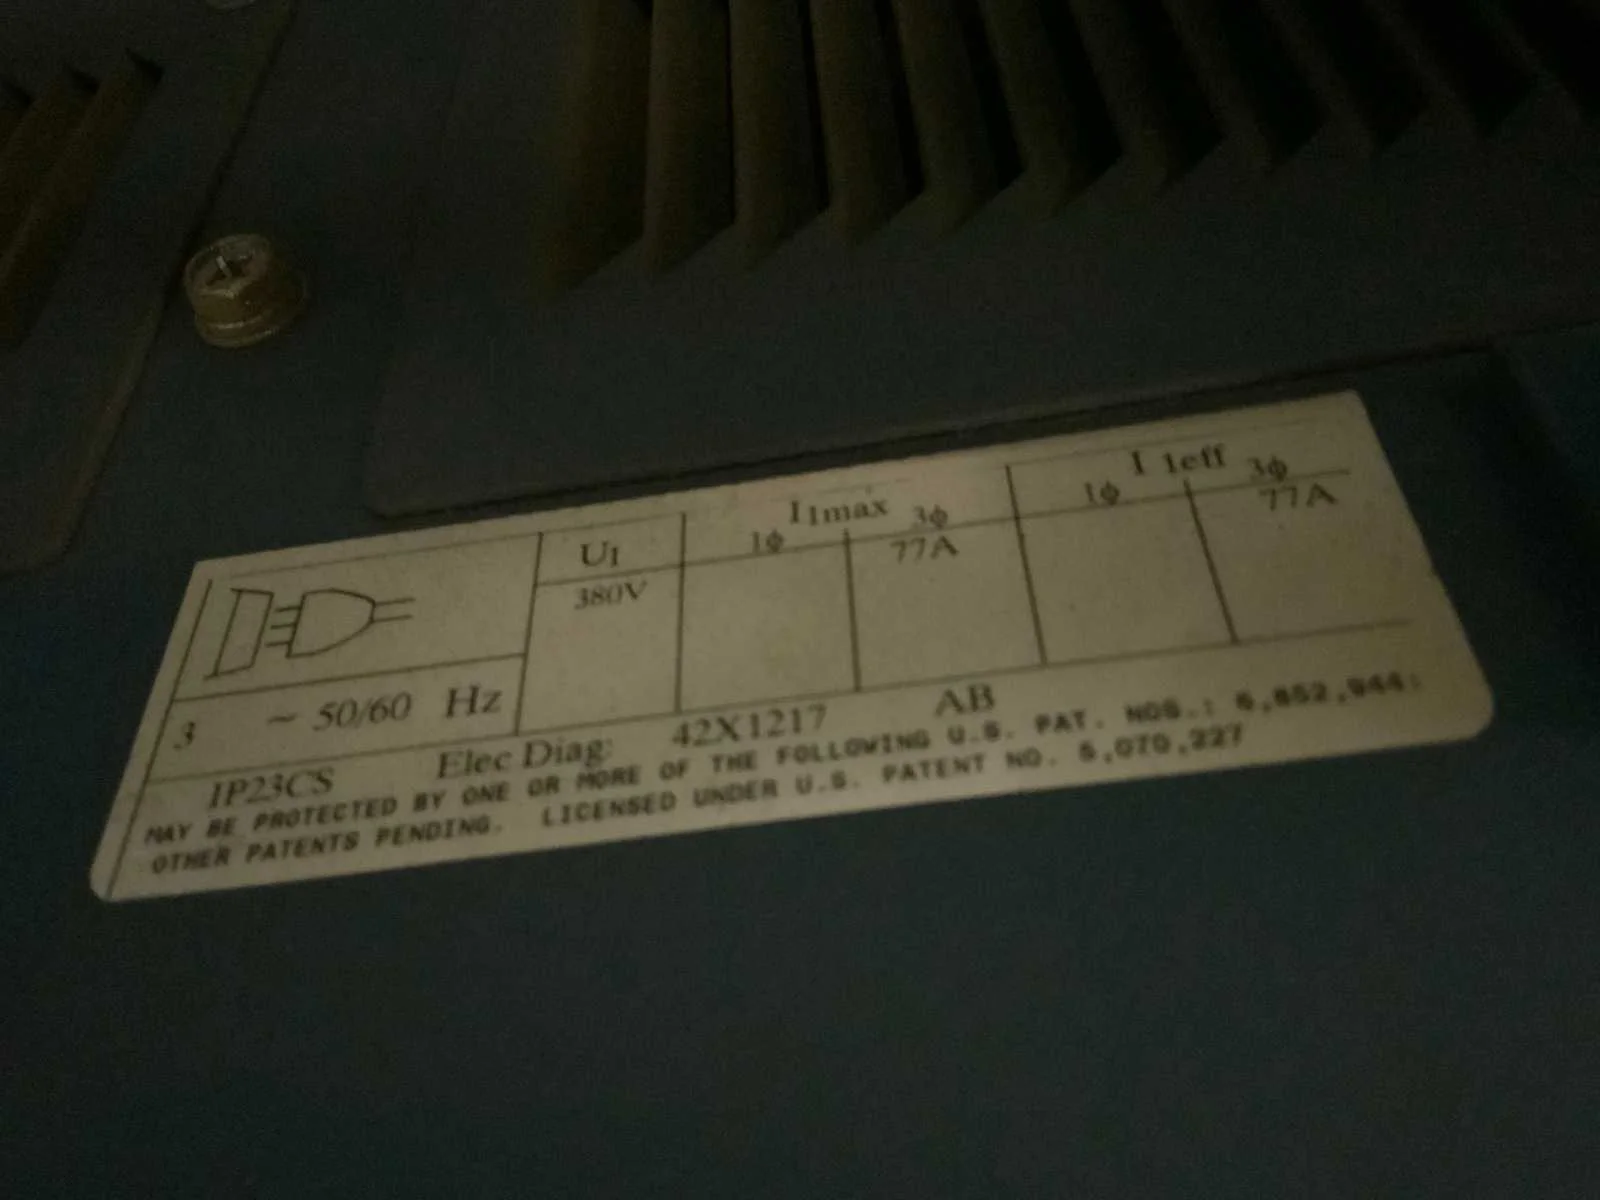 I 1max I 1eff
U1 1ϕ 3ϕ 1ϕ 3ϕ
380V 77A 77A
3 ~ 50/60 Hz
IP23CS Elec Diag: 42X1217 AB
MAY BE PROTECTED BY ONE OR MORE OF THE FOLLOWING U.S. PAT. NOS.:
OTHER PATENTS PENDING. LICENSED UNDER U.S. PATENT NO. 5,070,227